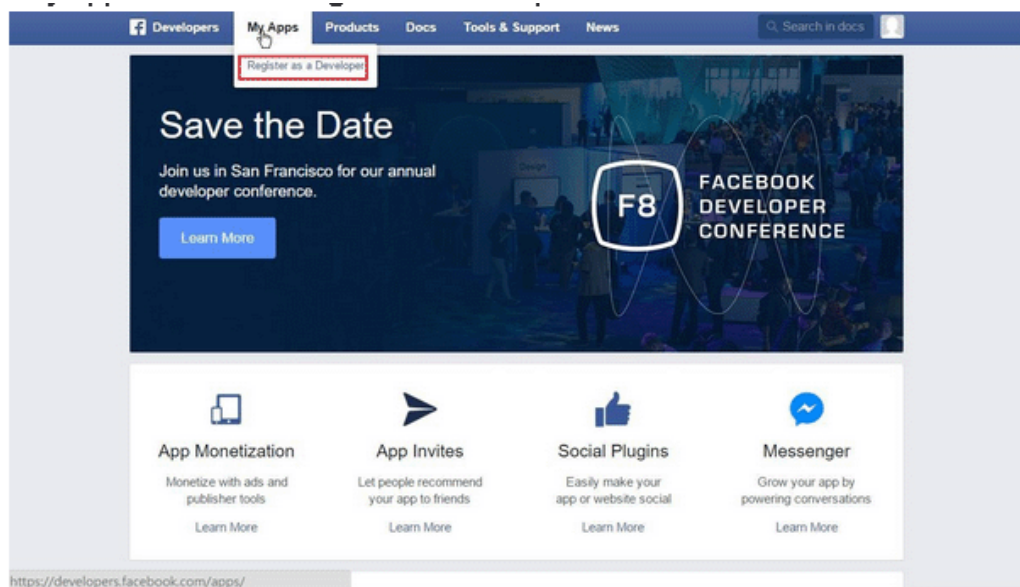 Developers My Apps Products Docs Tools & Support News Search in docs
Register as a Developer
Save the Date
Join us in San Francisco for our annual
developer conference.
Learn More
Design
F8
FACEBOOK
DEVELOPER
CONFERENCE
App Monetization App Invites Social Plugins Messenger
Monetize with ads and Let people recommend Easily make your Grow your app by
publisher tools your app to friends app or website social powering conversations
Learn More Learn More Learn More Learn More
https://developers.facebook.com/apps/